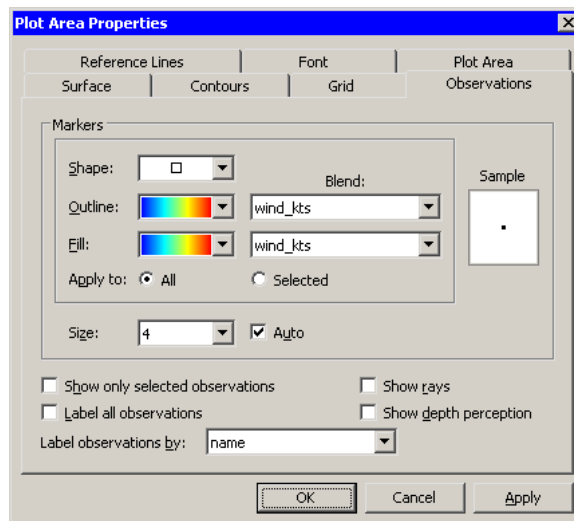 Plot Area Properties
Reference Lines Font Plot Area
Surface Contours Grid Observations
Markers
Shape:
Blend:
Sample
Outline: wind_kts
Fill: wind_kts
Apply to: All Selected
Size: 4 Auto
Show only selected observations Show rays
Label all observations Show depth perception
Label observations by: name
OK Cancel Apply